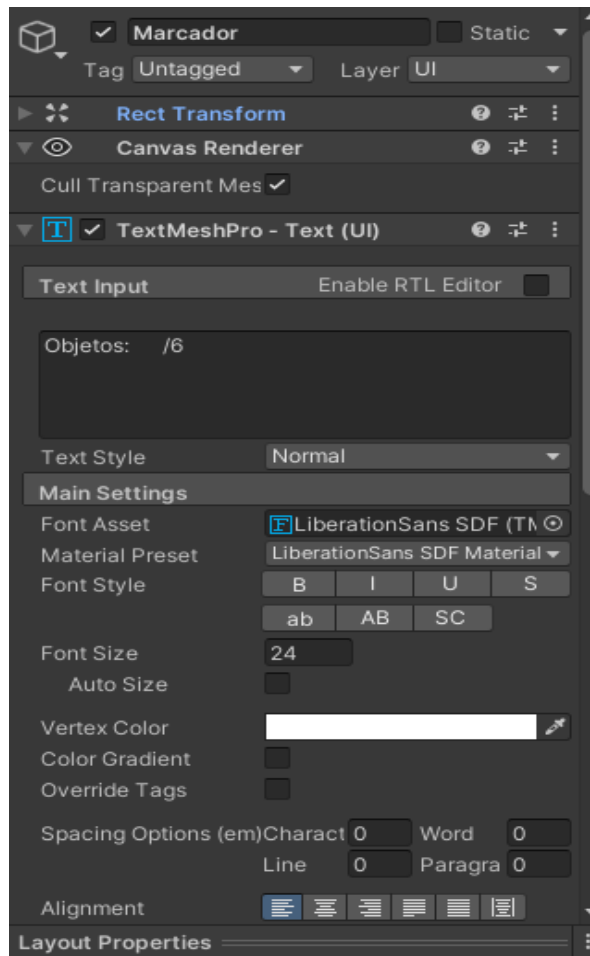 Marcador Static
Tag Untagged Layer UI
Rect Transform
Canvas Renderer
Cull Transparent Mes
TextMeshPro - Text (UI)
Text Input Enable RTL Editor
Objetos: /6
Text Style Normal
Main Settings
Font Asset LiberationSans SDF (TM
Material Preset LiberationSans SDF Material
Font Style B I U S
ab AB SC
Font Size 24
Auto Size
Vertex Color
Color Gradient
Override Tags
Spacing Options (em) Charact 0 Word 0
Line 0 Paragra 0
Alignment
Layout Properties